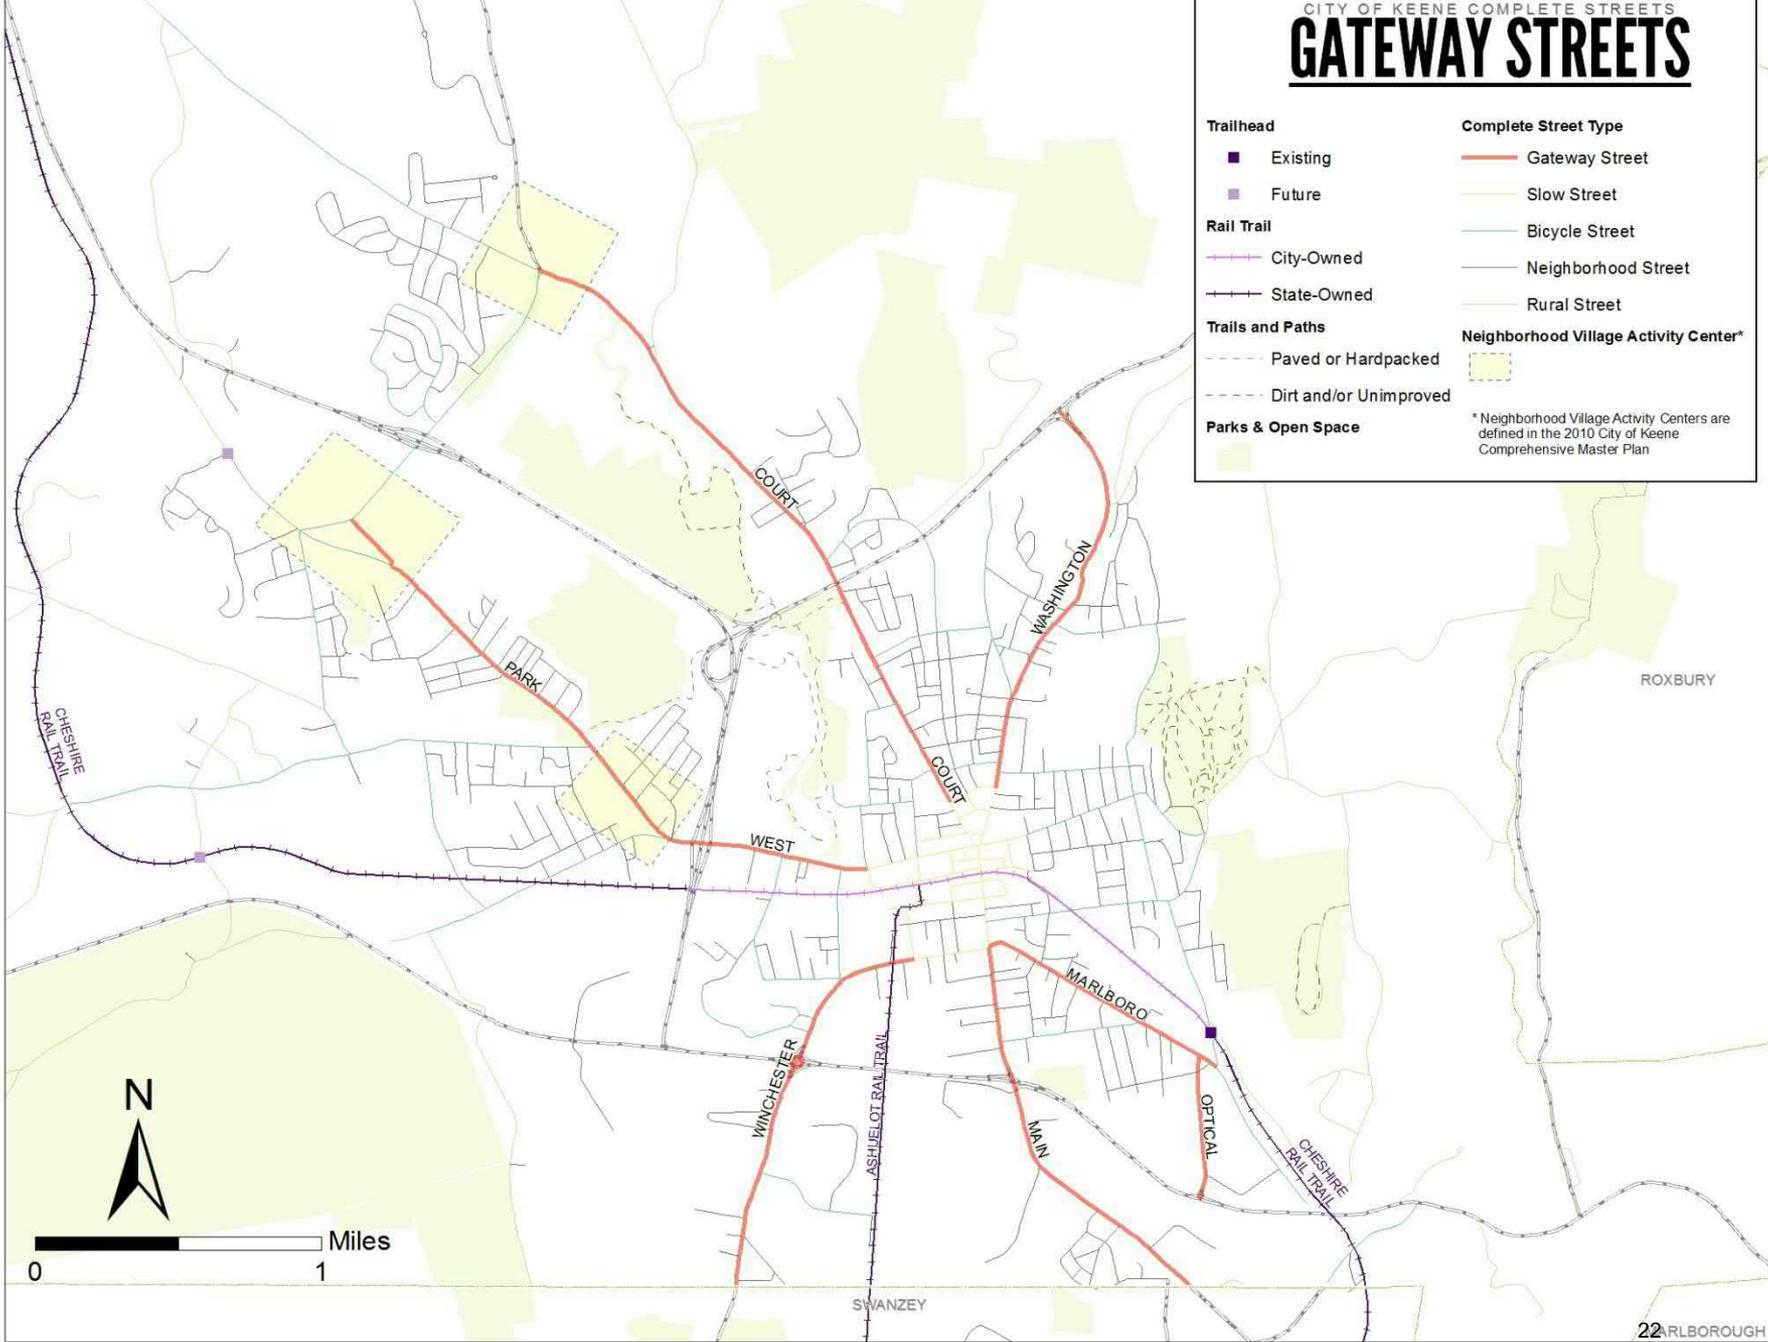 CITY OF KEENE COMPLETE STREETS
GATEWAY STREETS
Trailhead
Existing
Future
Rail Trail
City-Owned
State-Owned
Trails and Paths
Paved or Hardpacked
Dirt and/or Unimproved
Parks & Open Space
Complete Street Type
Gateway Street
Slow Street
Bicycle Street
Neighborhood Street
Rural Street
Neighborhood Village Activity Center*
* Neighborhood Village Activity Centers are
defined in the 2010 City of Keene
Comprehensive Master Plan
COURT
WASHINGTON
PARK
ROXBURY
CHESHIRE
RAIL TRAIL
COURT
WEST
MARLBORO
WINCHESTER
ASHUELOT RAIL TRAIL
MAIN
OPTICAL
CHESHIRE
RAIL TRAIL
N
Miles
0 1
SWANZEY
22
ARLBOROUGH